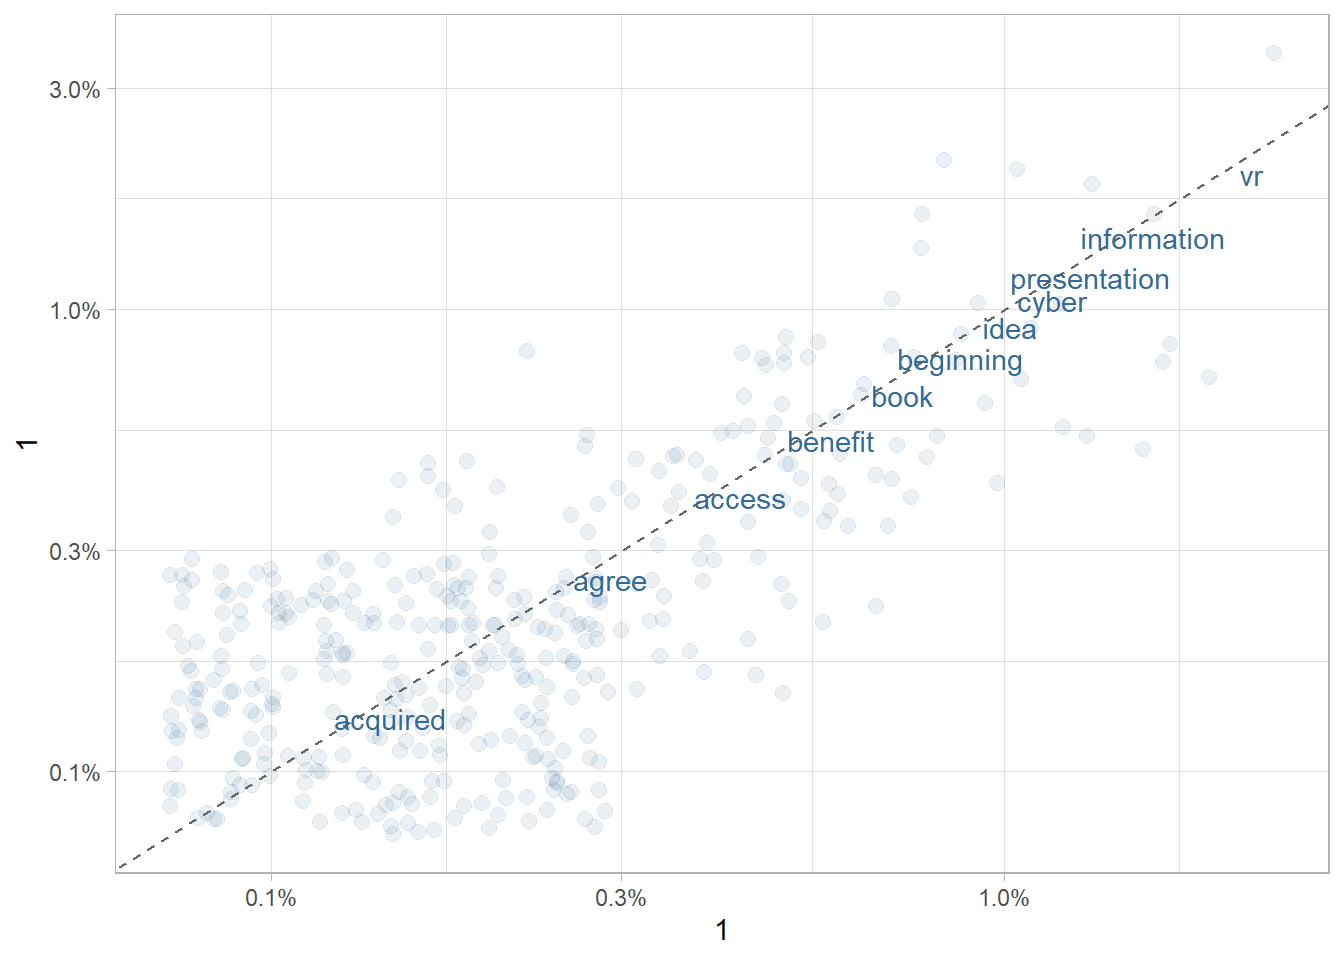 3.0%
vr
information
presentation
1.0%
cyber
idea
beginning
book
1
benefit
access
0.3%
agree
acquired
0.1%
0.1%
0.3%
1.0%
1